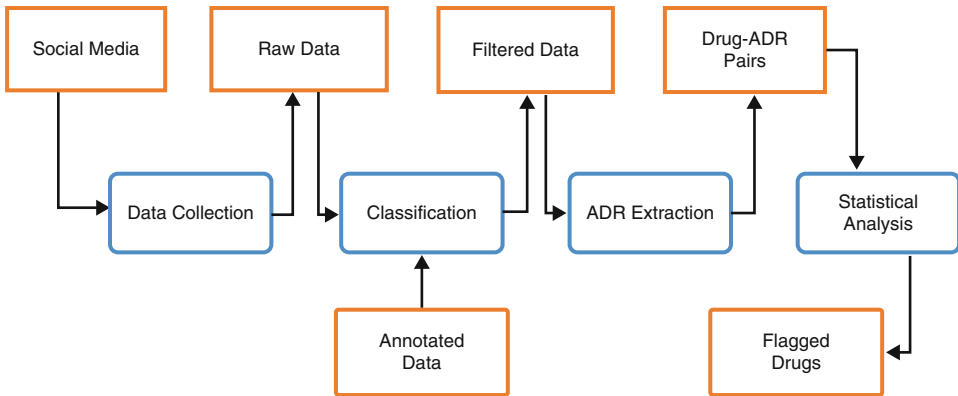 Social Media
Raw Data
Filtered Data
Drug-ADR
Pairs
Data Collection
Classification
ADR Extraction
Statistical
Analysis
Annotated
Data
Flagged
Drugs